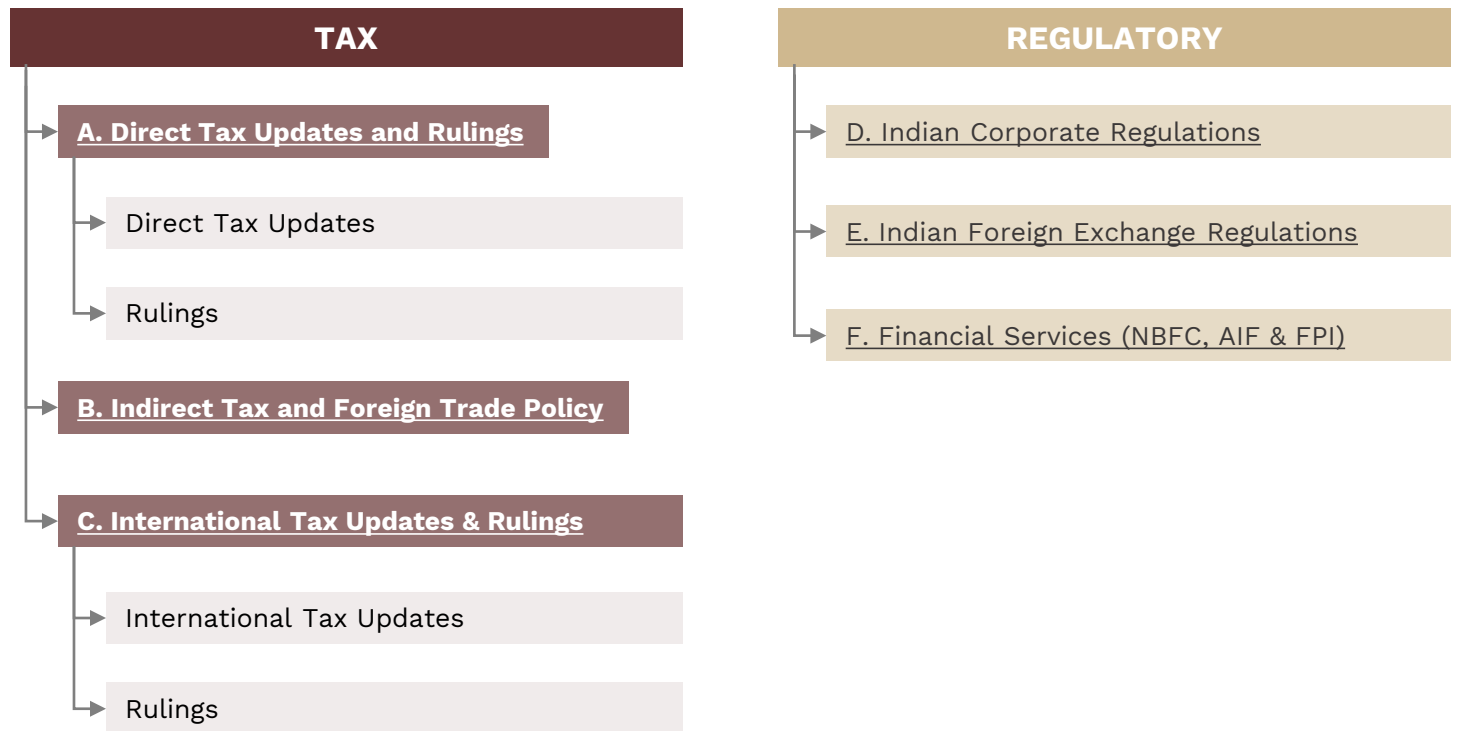 TAX
A. Direct Tax Updates and Rulings
Direct Tax Updates
Rulings
B. Indirect Tax and Foreign Trade Policy
C. International Tax Updates & Rulings
International Tax Updates
Rulings
REGULATORY
D. Indian Corporate Regulations
E. Indian Foreign Exchange Regulations
F. Financial Services (NBFC, AIF & FPI)